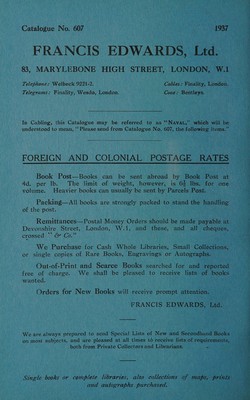 Catalogue No. 607 1937
FRANCIS EDWARDS, Ltd.
83, MARYLEBONE HIGH STREET, LONDON, W.1
Telephone: Welbeck 9221-2. Cables: Finality, London.
Telegrams: Finality, Wesdo, London. Code: Bentleys.
In Cabling, this Catalogue may be referred to as "NAVAL," which will be
understood to mean, "Please send from Catalogue No. 607, the following items."
FOREIGN AND COLONIAL POSTAGE RATES
Book Post—Books can be sent abroad by Book Post at
4d. per lb. The limit of weight, however, is 6½ lbs. for one
volume. Heavier books can usually be sent by Parcels Post.
Packing—All books are strongly packed to stand the handling
of the post.
Remittances—Postal Money Orders should be made payable at
Devonshire Street, London, W.1, and these, and all cheques,
crossed "& Co."
We Purchase for Cash Whole Libraries, Small Collections,
or single copies of Rare Books, Engravings or Autographs.
Out-of-Print and Scarce Books searched for and reported
free of charge. We shall be pleased to receive lists of books
wanted.
Orders for New Books will receive prompt attention.
FRANCIS EDWARDS, Ltd.
We are always prepared to send Special Lists of New and Secondhand Books
on most subjects, and are pleased at all times to receive lists of requirements,
both from Private Collectors and Librarians.
Single books or complete libraries, also collections of maps, prints
and autographs purchased.